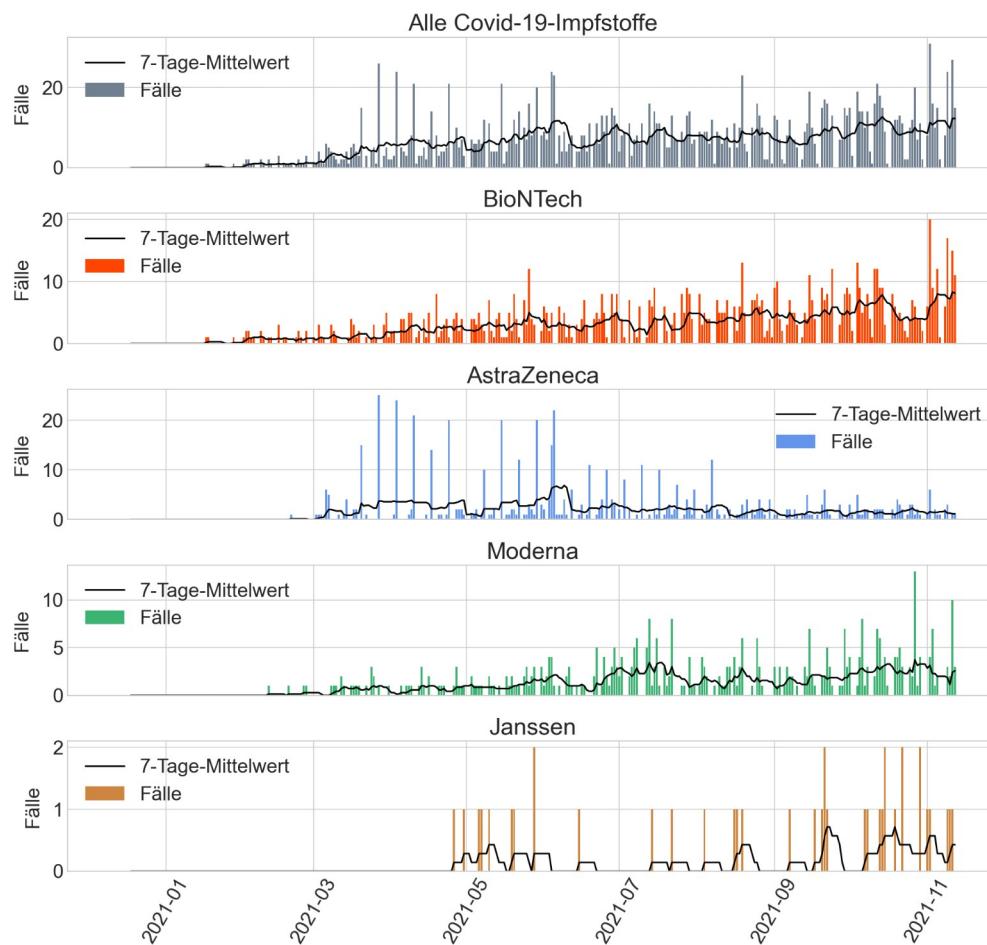 Alle Covid-19-Impfstoffe
Fälle
20
0
7-Tage-Mittelwert
Fälle
BioNTech
Fälle
20
10
0
7-Tage-Mittelwert
Fälle
AstraZeneca
Fälle
20
10
0
7-Tage-Mittelwert
Fälle
Moderna
Fälle
10
5
0
7-Tage-Mittelwert
Fälle
Janssen
Fälle
2
1
0
7-Tage-Mittelwert
Fälle
2021-01
2021-03
2021-05
2021-07
2021-09
2021-11